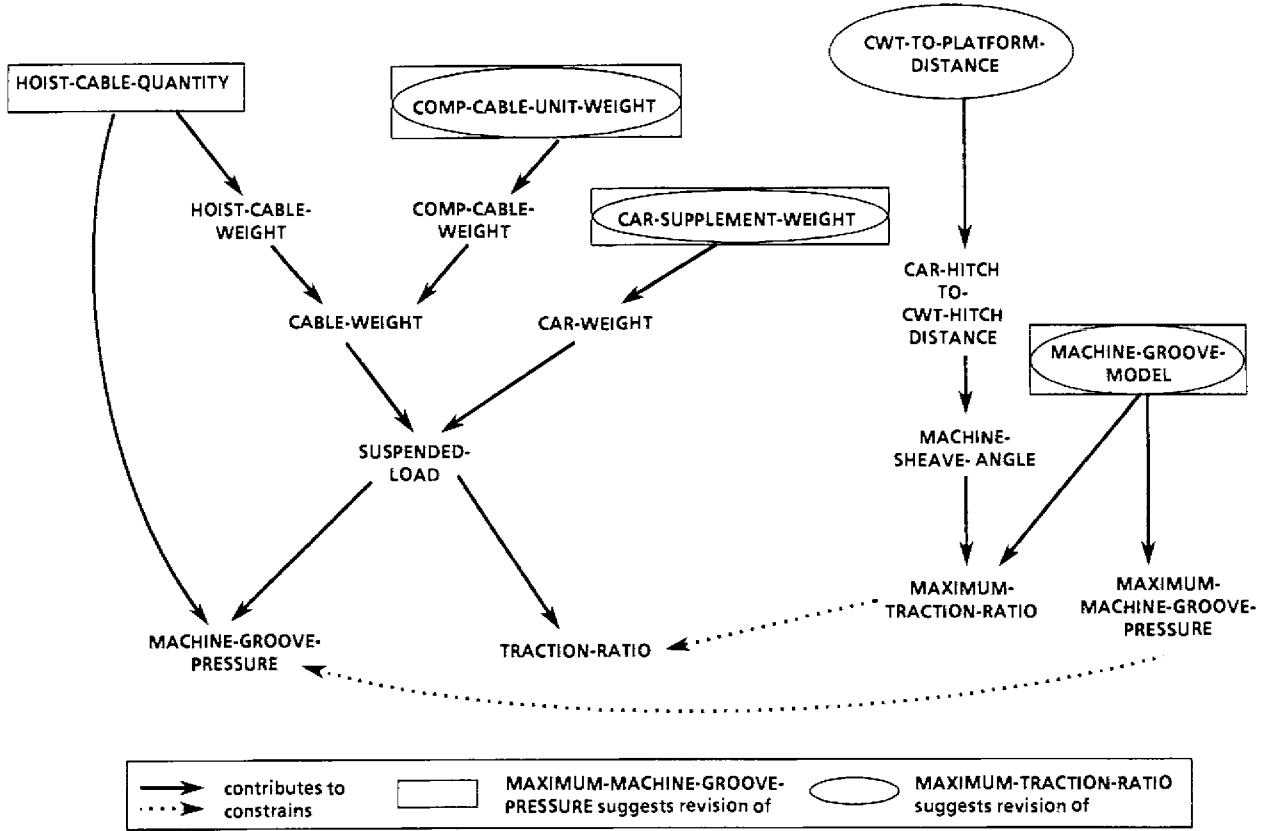 CWT-TO-PLATFORM-
DISTANCE
HOIST-CABLE-QUANTITY
COMP-CABLE-UNIT-WEIGHT
HOIST-CABLE-
WEIGHT
COMP-CABLE-
WEIGHT
CAR-SUPPLEMENT-WEIGHT
CAR-HITCH
TO-
CWT-HITCH
DISTANCE
CABLE-WEIGHT
CAR-WEIGHT
MACHINE-GROOVE-
MODEL
SUSPENDED-
LOAD
MACHINE-
SHEAVE- ANGLE
MAXIMUM-
TRACTION-RATIO
MAXIMUM-
MACHINE-GROOVE-
PRESSURE
MACHINE-GROOVE-
PRESSURE
TRACTION-RATIO
contributes to
constrains
MAXIMUM-MACHINE-GROOVE-
PRESSURE suggests revision of
MAXIMUM-TRACTION-RATIO
suggests revision of